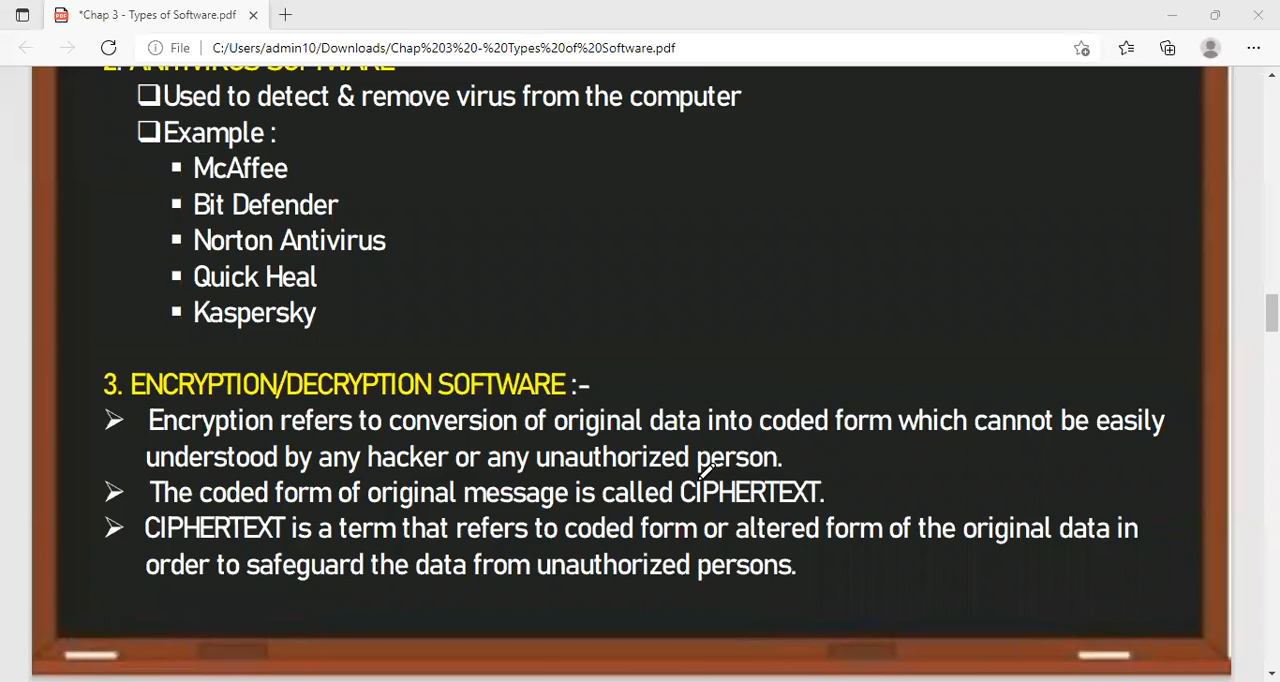 *Chap 3 - Types of Software.pdf
File C:/Users/admin10/Downloads/Chap%203%20-%20Types%20of%20Software.pdf
2. ANTIVIRUS SOFTWARE
❑Used to detect & remove virus from the computer
❑Example :
▪ McAffee
▪ Bit Defender
▪ Norton Antivirus
▪ Quick Heal
▪ Kaspersky
3. ENCRYPTION/DECRYPTION SOFTWARE :-
➢ Encryption refers to conversion of original data into coded form which cannot be easily
understood by any hacker or any unauthorized person.
➢ The coded form of original message is called CIPHERTEXT.
➢ CIPHERTEXT is a term that refers to coded form or altered form of the original data in
order to safeguard the data from unauthorized persons.